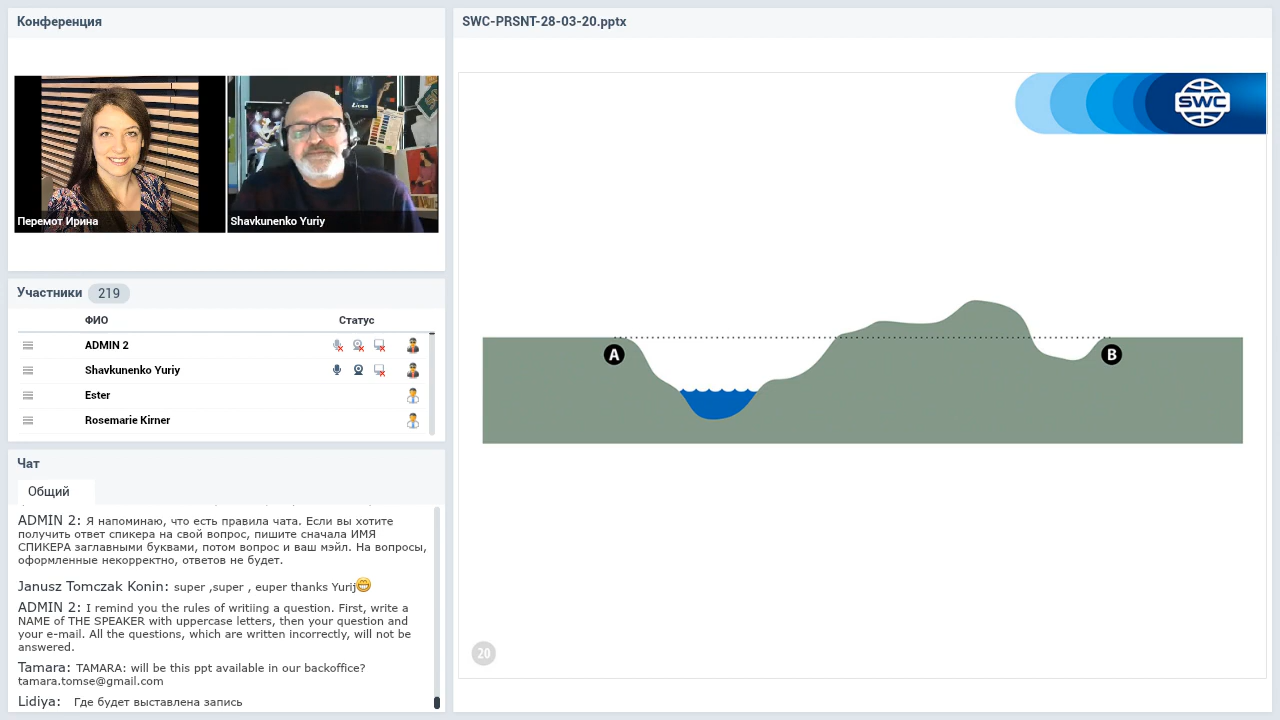 Конференция
Перемот Ирина
Shavkunenko Yuriy
Участники 219
ФИО Статус
ADMIN 2
Shavkunenko Yuriy
Ester
Rosemarie Kirner
Чат
Общий
ADMIN 2: Я напоминаю, что есть правила чата. Если вы хотите
получить ответ спикера на свой вопрос, пишите сначала ИМЯ
СПИКЕРА заглавными буквами, потом вопрос и ваш мэйл. На вопросы,
оформленные некорректно, ответов не будет.
Janusz Tomczak Konin: super ,super , euper thanks Yurij
ADMIN 2: I remind you the rules of writiing a question. First, write a
NAME of THE SPEAKER with uppercase letters, then your question and
your e-mail. All the questions, which are written incorrectly, will not be
answered.
Tamara: TAMARA: will be this ppt available in our backoffice?
tamara.tomse@gmail.com
Lidiya: Где будет выставлена запись
SWC-PRSNT-28-03-20.pptx
SWC
A
B
20